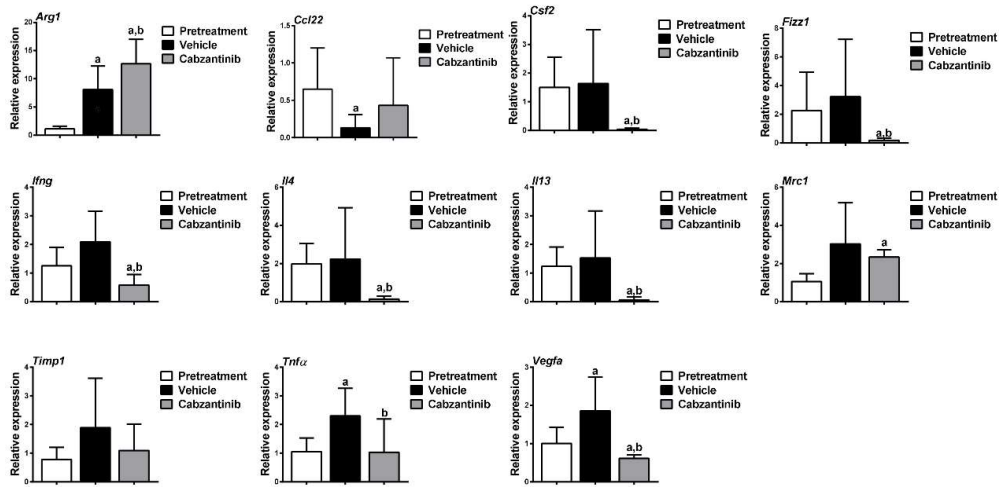 Arg1
Relative expression
20
15
10
5
0
a
a,b
Pretreatment
Vehicle
Cabzantinib
Ccl22
Relative expression
1.5
1.0
0.5
0.0
a
Pretreatment
Vehicle
Cabzantinib
Csf2
Relative expression
4
3
2
1
0
a,b
Pretreatment
Vehicle
Cabzantinib
Fizz1
Relative expression
8
6
4
2
0
a,b
Pretreatment
Vehicle
Cabzantinib
Ifng
Relative expression
4
3
2
1
0
a,b
Pretreatment
Vehicle
Cabzantinib
Il4
Relative expression
6
4
2
0
a,b
Pretreatment
Vehicle
Cabzantinib
Il13
Relative expression
4
3
2
1
0
a,b
Pretreatment
Vehicle
Cabzantinib
Mrc1
Relative expression
6
4
2
0
a
Pretreatment
Vehicle
Cabzantinib
Timp1
Relative expression
4
3
2
1
0
Pretreatment
Vehicle
Cabzantinib
Tnfα
Relative expression
4
3
2
1
0
a
b
Pretreatment
Vehicle
Cabzantinib
Vegfa
Relative expression
3
2
1
0
a
a,b
Pretreatment
Vehicle
Cabzantinib